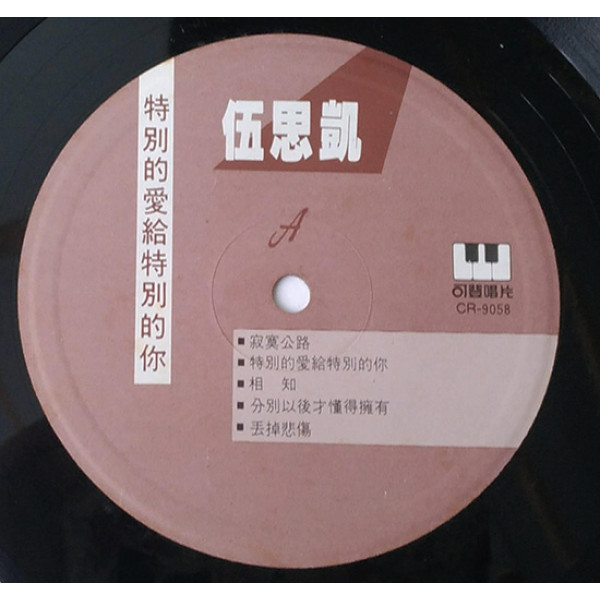 伍思凱
特別的愛給特別的你
A
可登唱片
CR-9058
寂寞公路
特別的愛給特別的你
相 知
分別以後才懂得擁有
丟掉悲傷